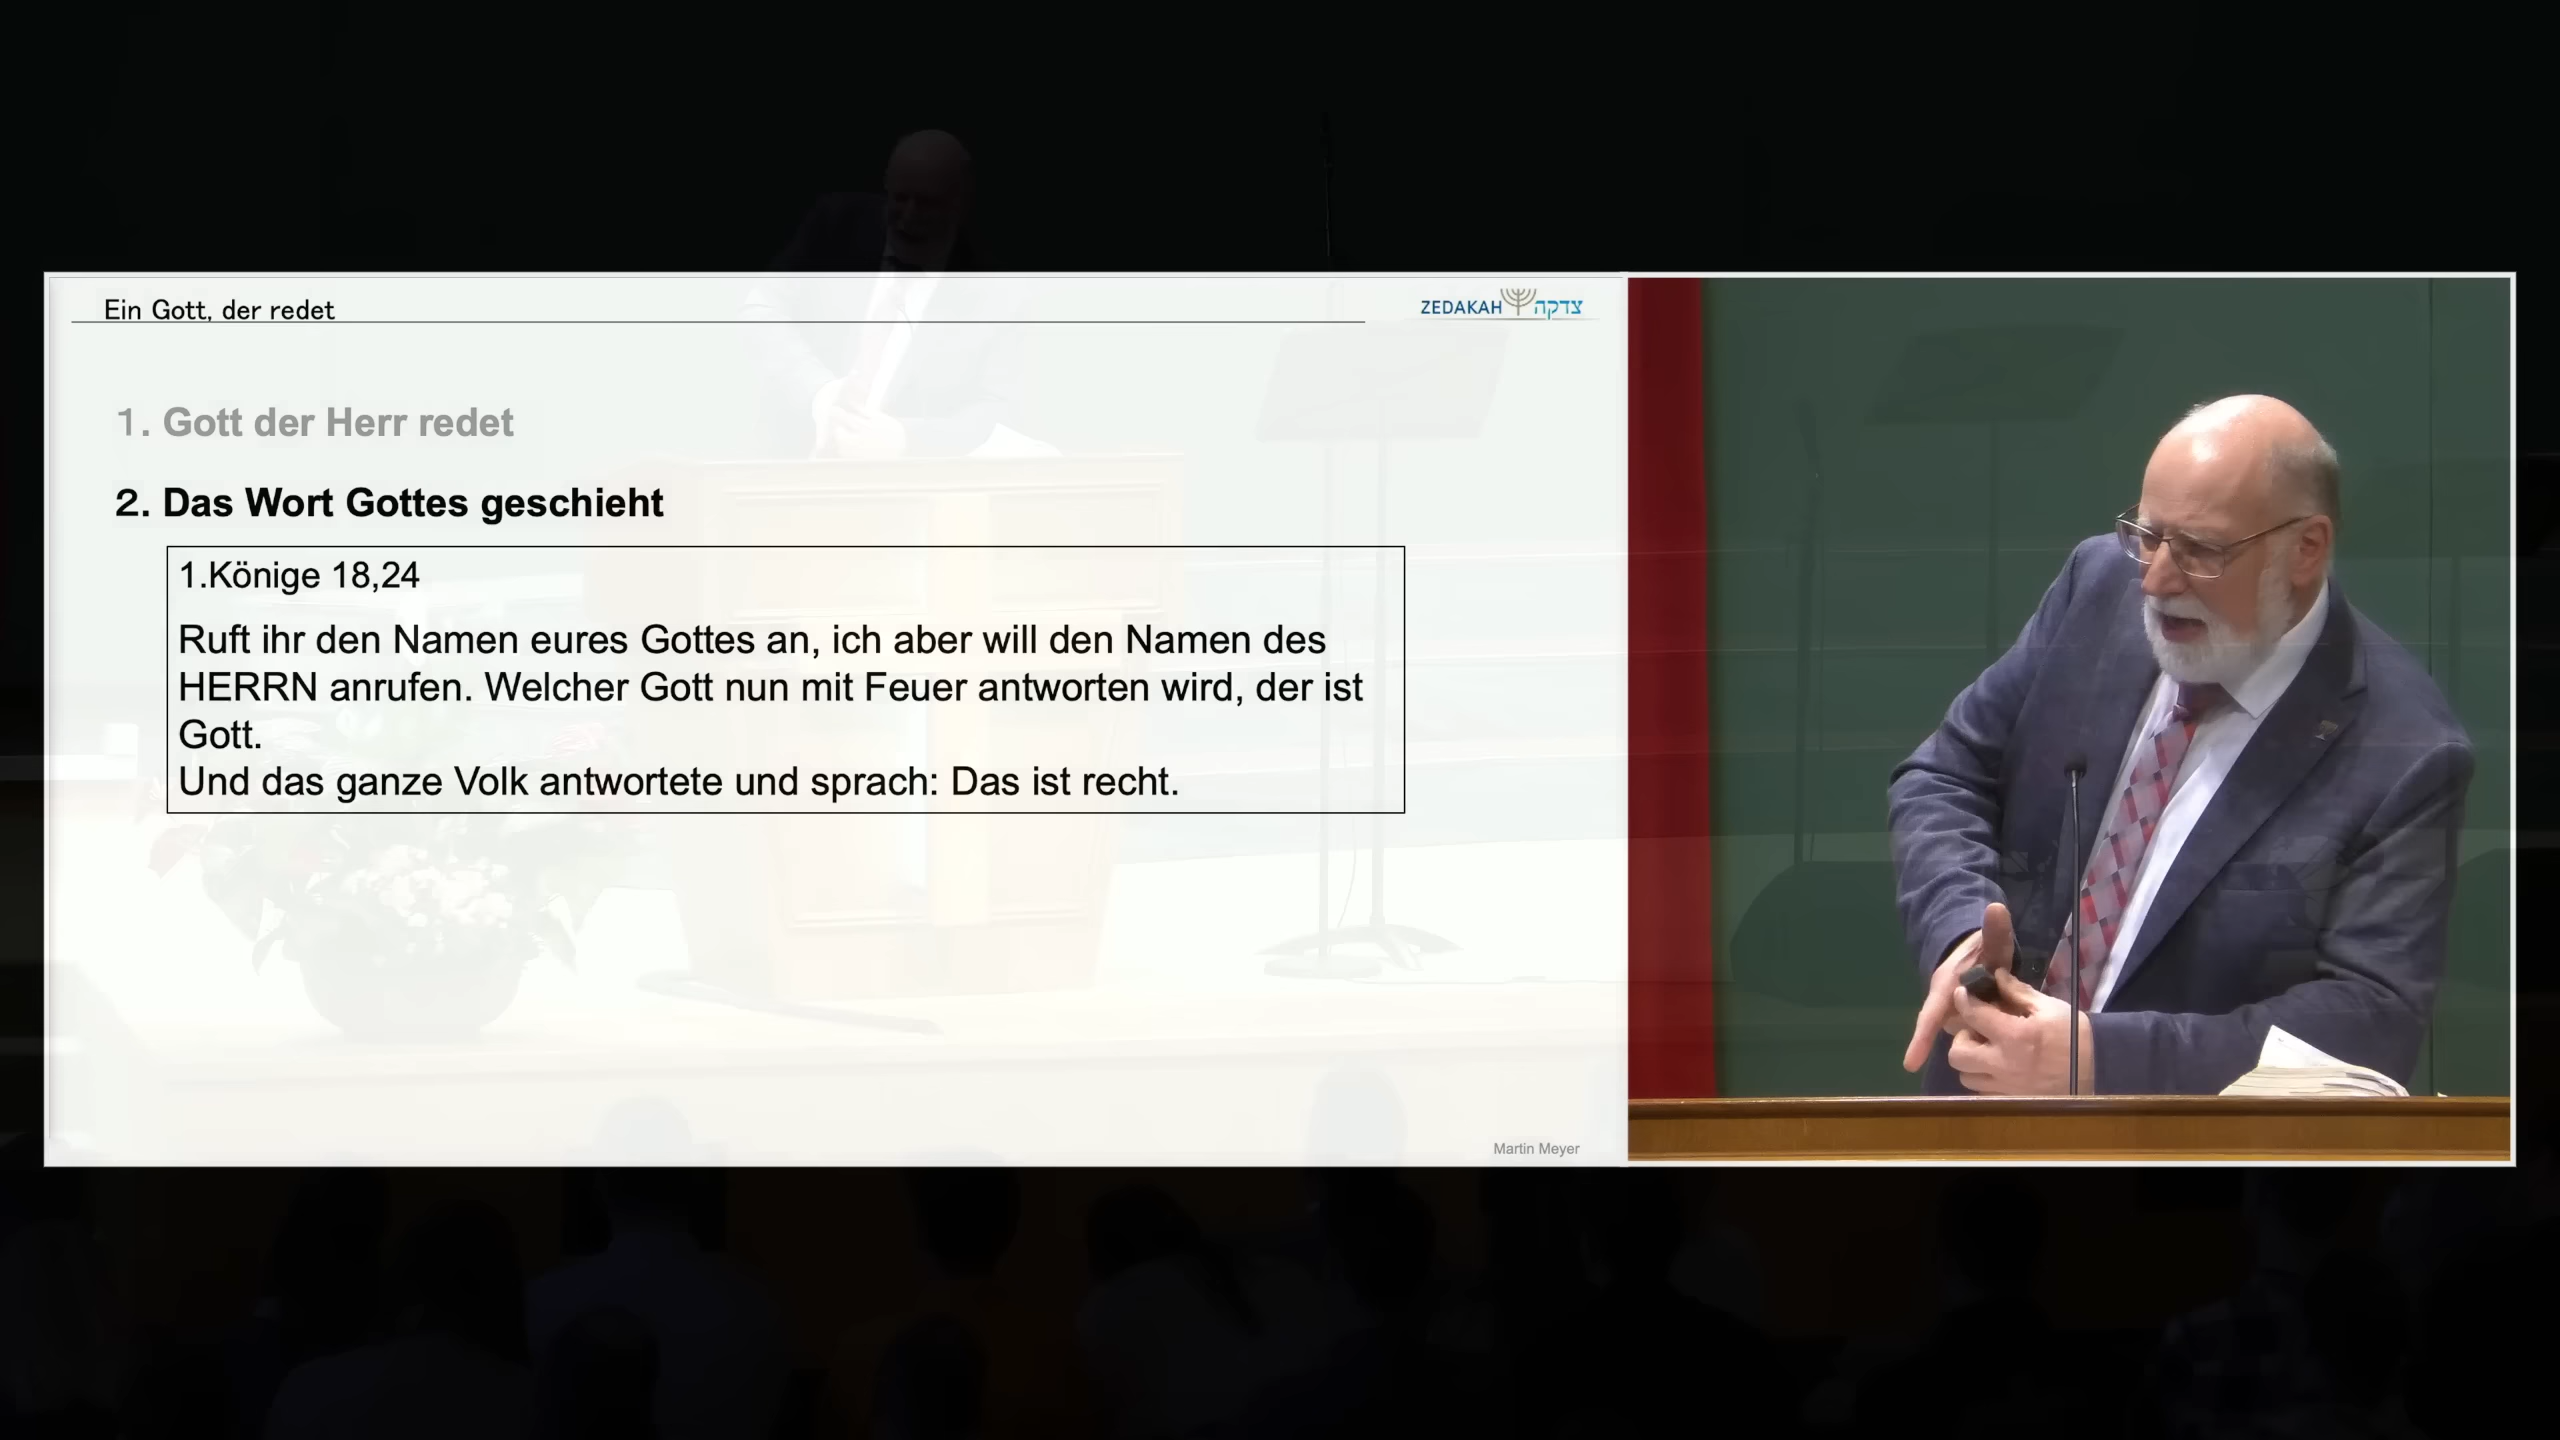 Ein Gott, der redet
ZEDAKAH צדקה
1. Gott der Herr redet
2. Das Wort Gottes geschieht
1.Könige 18,24
Ruft ihr den Namen eures Gottes an, ich aber will den Namen des
HERRN anrufen. Welcher Gott nun mit Feuer antworten wird, der ist
Gott.
Und das ganze Volk antwortete und sprach: Das ist recht.
Martin Meyer